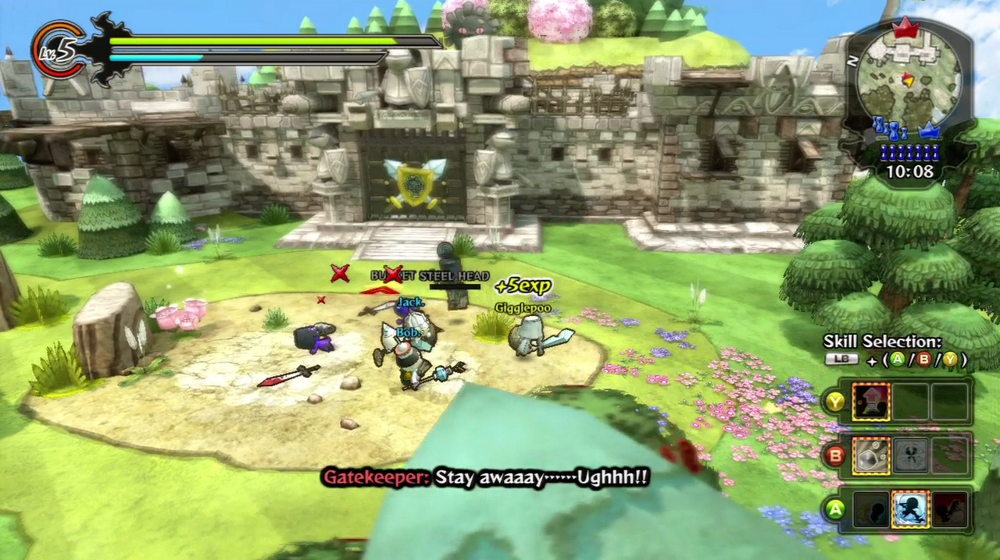 Lv. 5
N
10:08
BUCKET STEEL HEAD
+5exp
Jack.
Gigglepoo
Bob.
Skill Selection:
LB + (A/B/Y)
Y
B
A
Gatekeeper: Stay awaaay······Ughhh!!